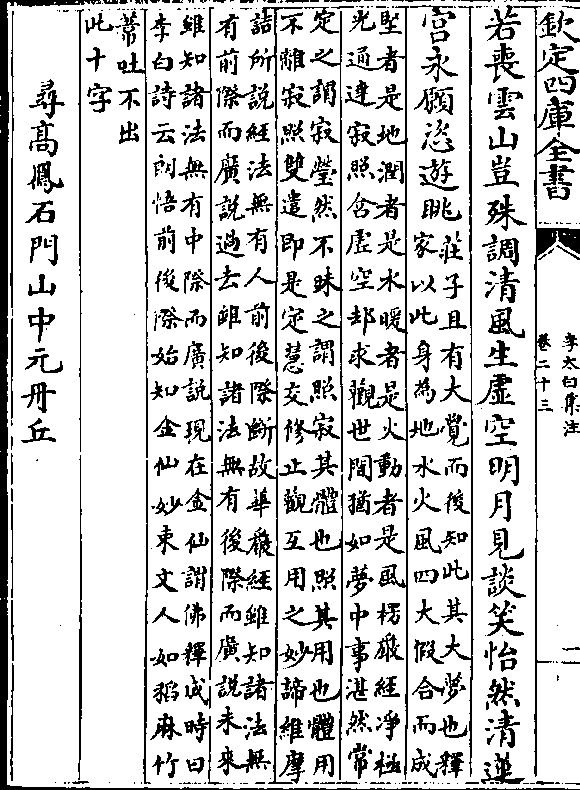 欽定四庫全書
李太白集注
卷二十三
二
若喪雲山豈殊調清風生虛空明月見談笑怡然清蓮
宮永願恣遊眺
莊子且有大覺而後知此其大夢也釋
家以此身為地水火風四大假合而成
堅者是地潤者是水暖者是火動者是風楞嚴經淨極
光通達寂照含虛空却來觀世間猶如夢中事湛然常
定之謂寂瑩然不昧之謂照寂其體也照其用也體用
不離寂照雙遣即是定慧交修止觀互用之妙諦維摩
詰所說經法無有人前後際斷故華嚴經雖知諸法無
有前際而廣說過去雖知諸法無有後際而廣說未來
雖知諸法無有中際而廣說現在金仙謂佛釋成時曰
李白詩云朗悟前後際始知金仙妙東文人如稻麻竹
葦吐不出
此十字
尋高鳳石門山中元丹丘